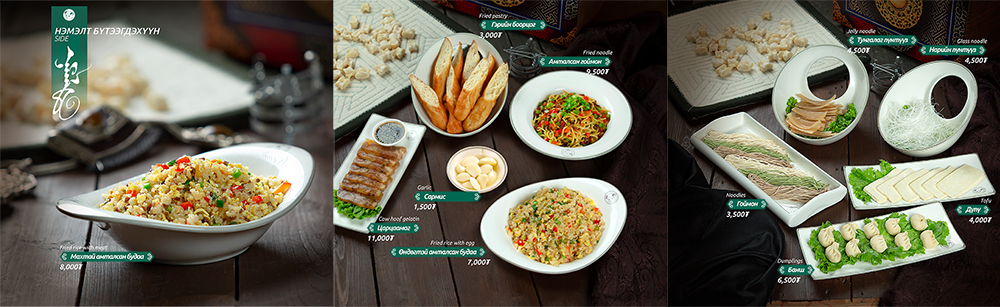 НЭМЭЛТ БҮТЭЭГДЭХҮҮН
SIDE
Fried rice with meat
Махтай амталсан будаа
8,000₮
Fried pastry
Гэрийн боорцог
3,000₮
Fried noodle
Амталсан гоймон
9,500₮
Garlic
Сармис
1,500₮
Cow hoof gelatin
Царцаамаг
11,000₮
Fried rice with egg
Өндөгтэй амталсан будаа
7,000₮
Jelly noodle
Тунгалаг пүнтүүз
4,500₮
Glass noodle
Нарийн пүнтүүз
4,500₮
Noodles
Гоймон
3,500₮
Tofu
Дүпү
4,000₮
Dumplings
Банш
6,500₮